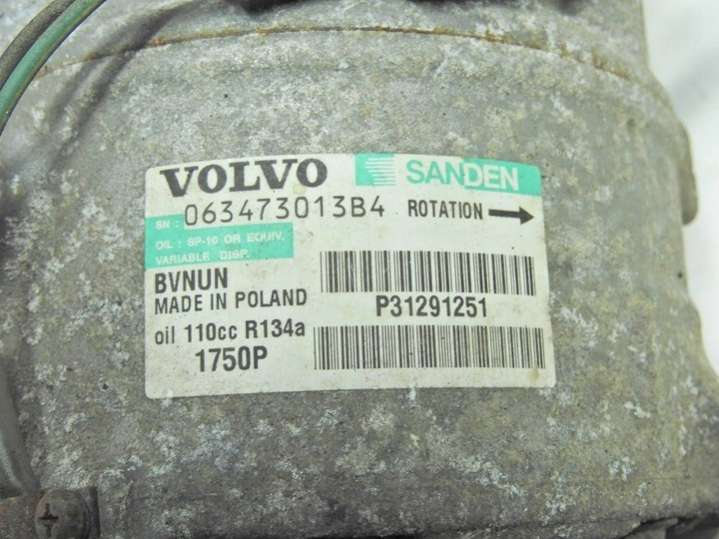 VOLVO SANDEN
SN : 063473013B4 ROTATION →
OIL : SP-10 OR EQUIV.
VARIABLE DISP.
BVNUN
MADE IN POLAND
P31291251
oil 110cc R134a
1750P